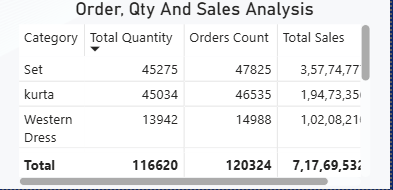 Order, Qty And Sales Analysis
Category Total Quantity Orders Count Total Sales
Set 45275 47825 3,57,74,77
kurta 45034 46535 1,94,73,35
Western Dress 13942 14988 1,02,08,21
Total 116620 120324 7,17,69,532